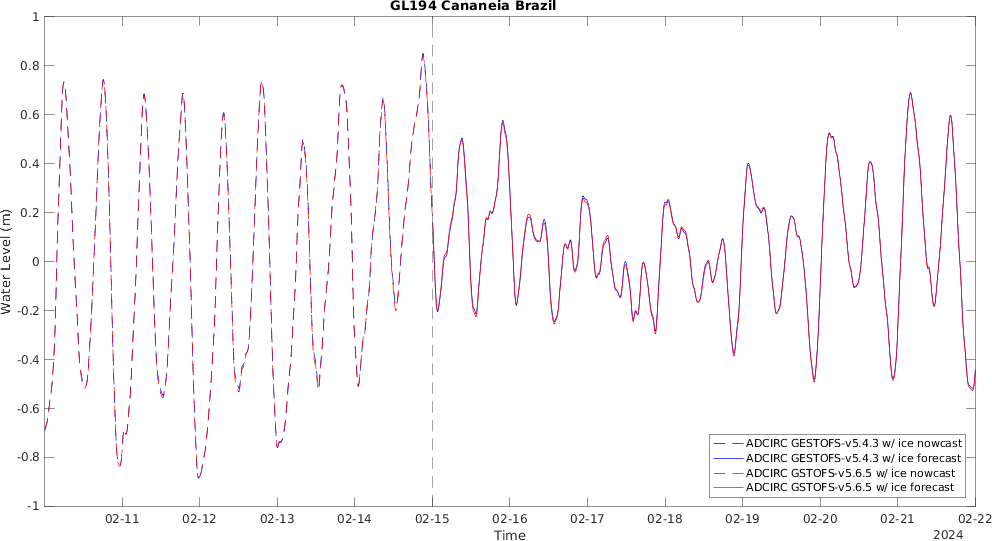 GL194 Cananeia Brazil
1
0.8
0.6
0.4
0.2
0
-0.2
-0.4
-0.6
-0.8
-1
Water Level (m)
ADCIRC GESTOFS-v5.4.3 w/ ice nowcast
ADCIRC GESTOFS-v5.4.3 w/ ice forecast
ADCIRC GSTOFS-v5.6.5 w/ ice nowcast
ADCIRC GSTOFS-v5.6.5 w/ ice forecast
02-11 02-12 02-13 02-14 02-15 02-16 02-17 02-18 02-19 02-20 02-21 02-22
Time
2024